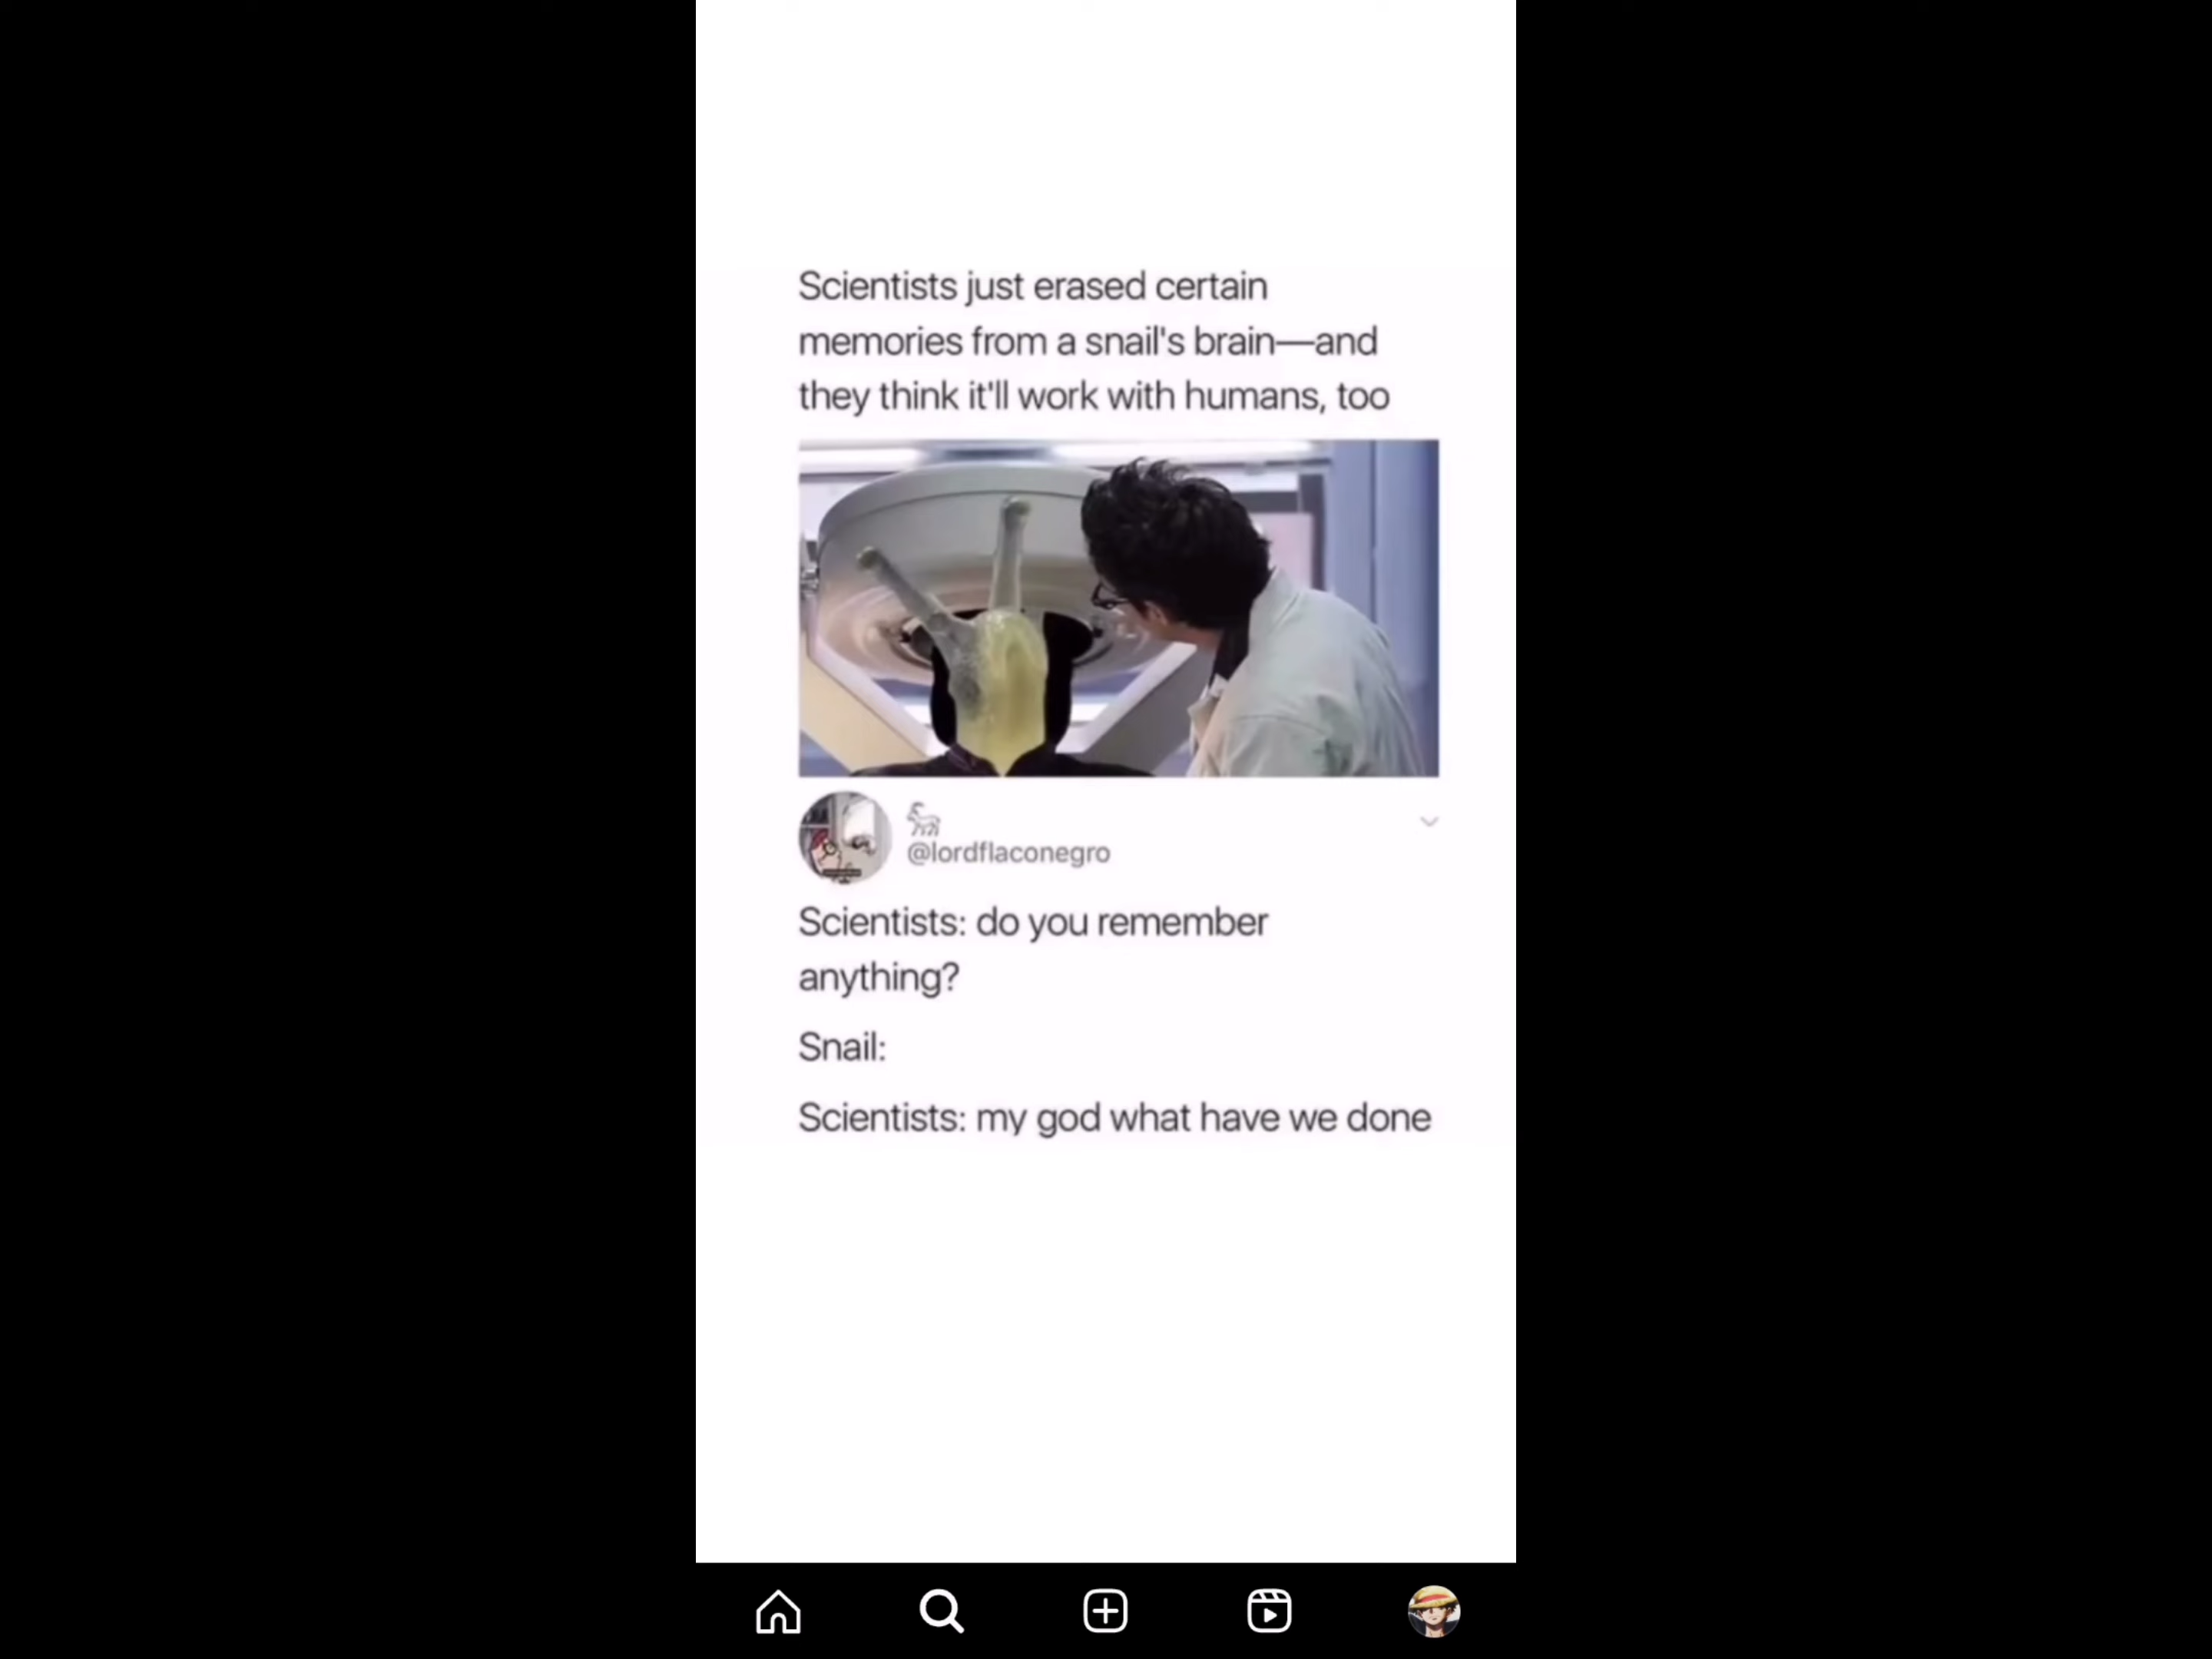 Scientists just erased certain
memories from a snail's brain—and
they think it'll work with humans, too
@lordflaconegro
Scientists: do you remember
anything?
Snail:
Scientists: my god what have we done